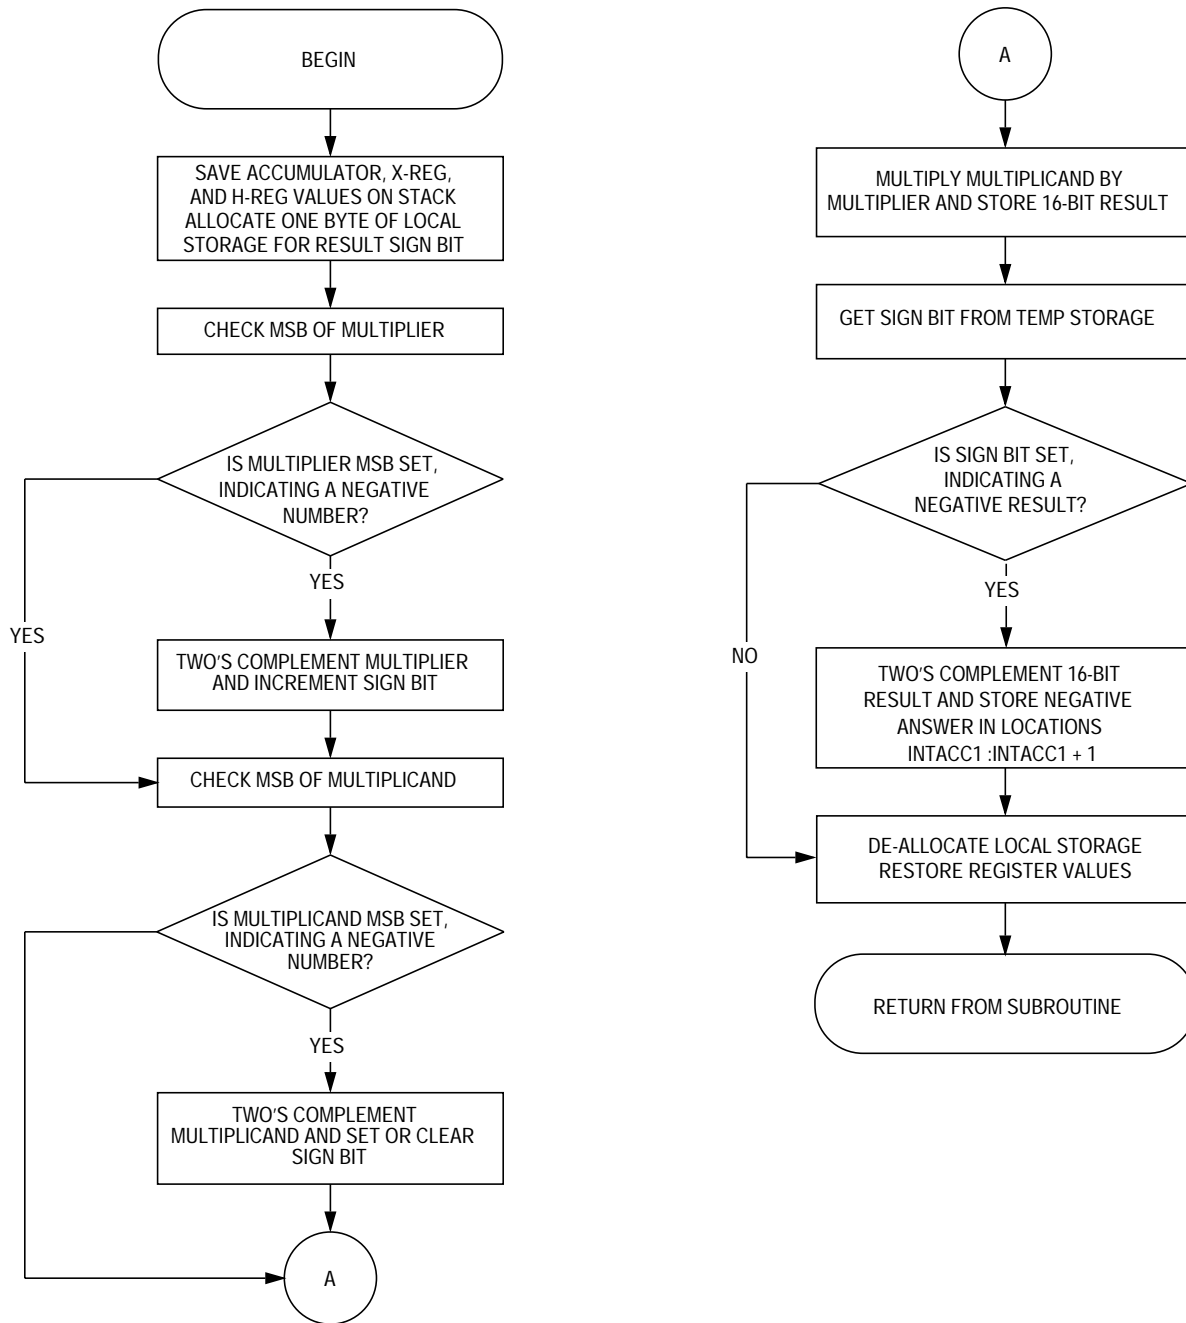 BEGIN
SAVE ACCUMULATOR, X-REG,
AND H-REG VALUES ON STACK
ALLOCATE ONE BYTE OF LOCAL
STORAGE FOR RESULT SIGN BIT
CHECK MSB OF MULTIPLIER
IS MULTIPLIER MSB SET,
INDICATING A NEGATIVE
NUMBER?
YES
YES
TWO'S COMPLEMENT MULTIPLIER
AND INCREMENT SIGN BIT
CHECK MSB OF MULTIPLICAND
IS MULTIPLICAND MSB SET,
INDICATING A NEGATIVE
NUMBER?
YES
TWO'S COMPLEMENT
MULTIPLICAND AND SET OR CLEAR
SIGN BIT
A
A
MULTIPLY MULTIPLICAND BY
MULTIPLIER AND STORE 16-BIT RESULT
GET SIGN BIT FROM TEMP STORAGE
IS SIGN BIT SET,
INDICATING A
NEGATIVE RESULT?
YES
NO
TWO'S COMPLEMENT 16-BIT
RESULT AND STORE NEGATIVE
ANSWER IN LOCATIONS
INTACC1 :INTACC1 + 1
DE-ALLOCATE LOCAL STORAGE
RESTORE REGISTER VALUES
RETURN FROM SUBROUTINE